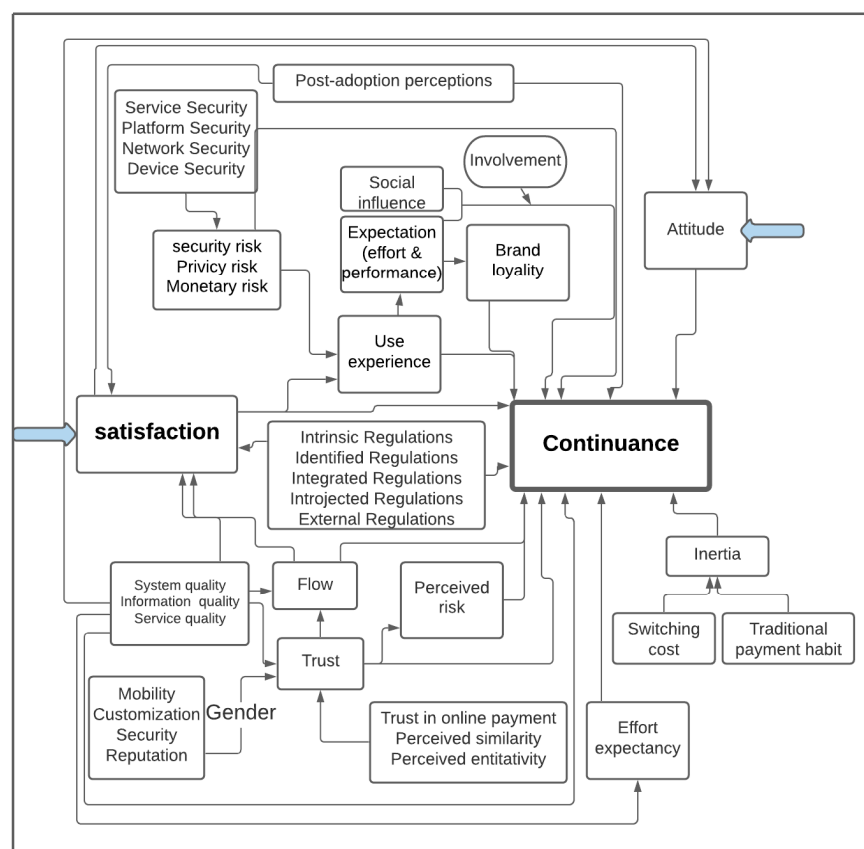 Post-adoption perceptions
Service Security
Platform Security
Network Security
Device Security
Involvement
Social
influence
Attitude
security risk
Privicy risk
Monetary risk
Expectation
(effort &
performance)
Brand
loyality
Use
experience
satisfaction
Continuance
Intrinsic Regulations
Identified Regulations
Integrated Regulations
Introjected Regulations
External Regulations
Inertia
System quality
Information quality
Service quality
Flow
Perceived
risk
Switching
cost
Traditional
payment habit
Trust
Mobility
Customization
Security
Reputation
Gender
Trust in online payment
Perceived similarity
Perceived entitativity
Effort
expectancy